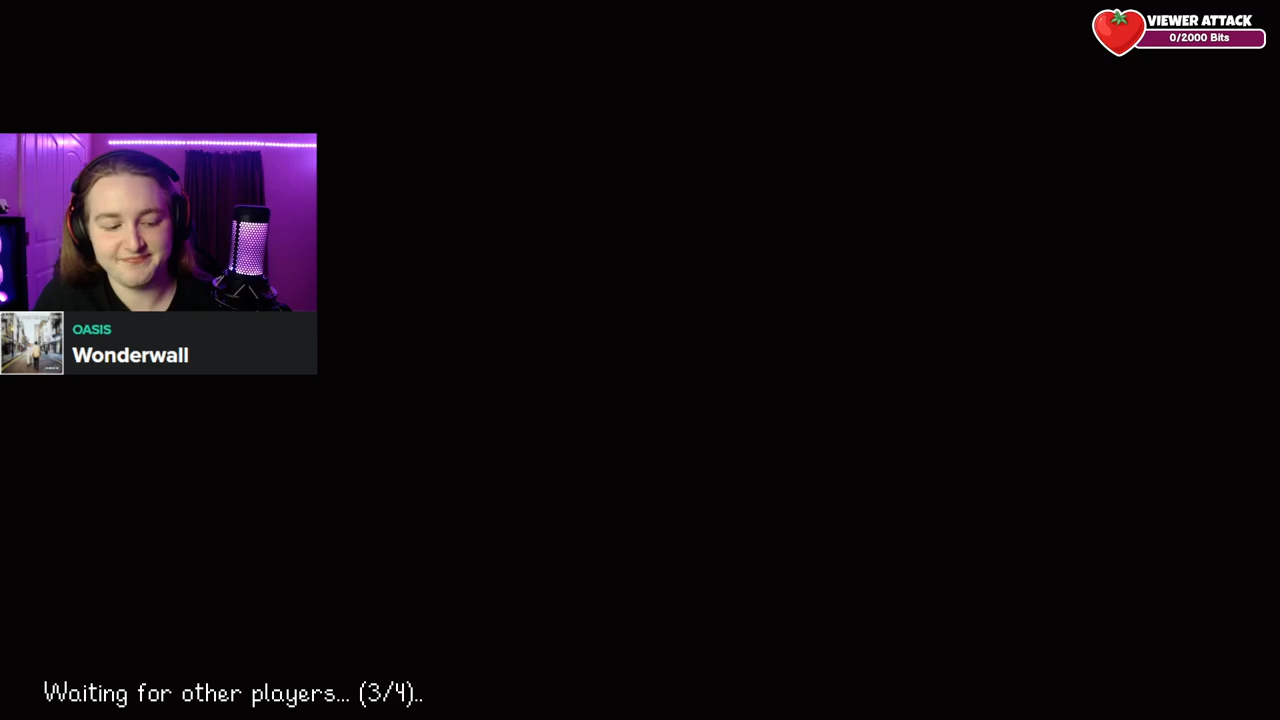 VIEWER ATTACK
0/2000 Bits
OASIS
Wonderwall
Waiting for other players... (3/4)..